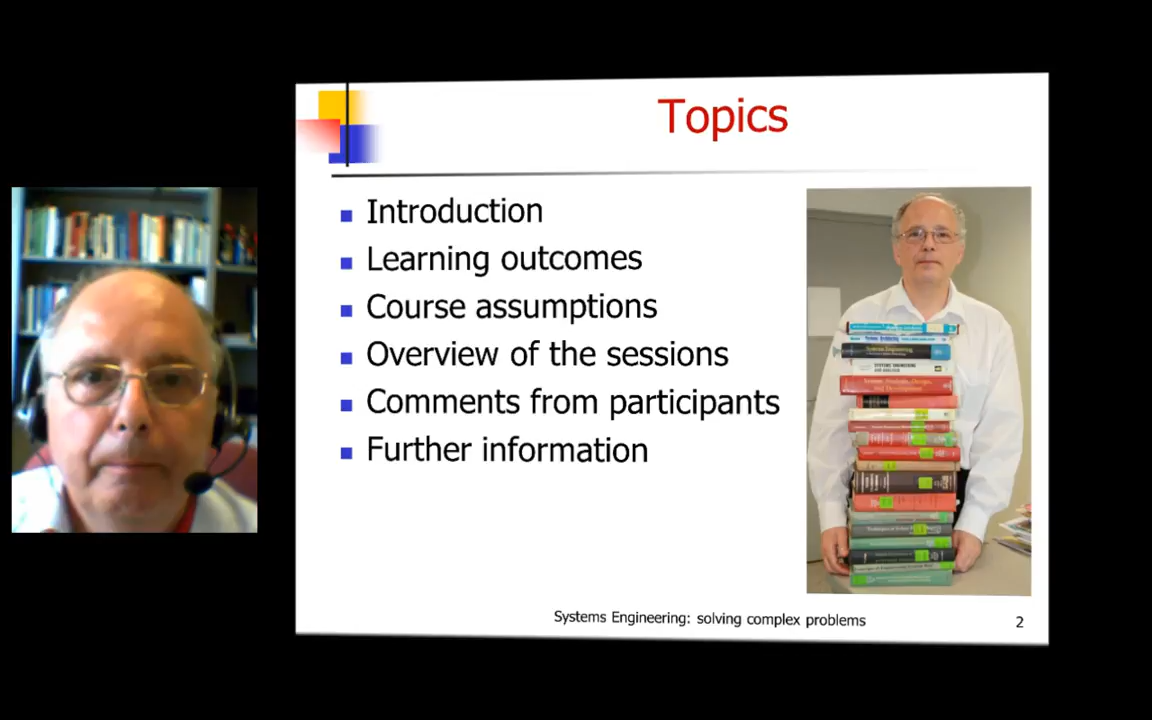 Topics
Introduction
Learning outcomes
Course assumptions
Overview of the sessions
Comments from participants
Further information
Systems Engineering: solving complex problems
2